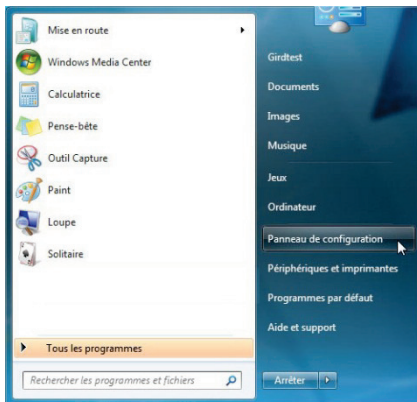 Mise en route
Windows Media Center
Calculatrice
Pense-bête
Outil Capture
Paint
Loupe
Solitaire
Tous les programmes
Rechercher les programmes et fichiers
Girdtest
Documents
Images
Musique
Jeux
Ordinateur
Panneau de configuration
Périphériques et imprimantes
Programmes par défaut
Aide et support
Arrêter